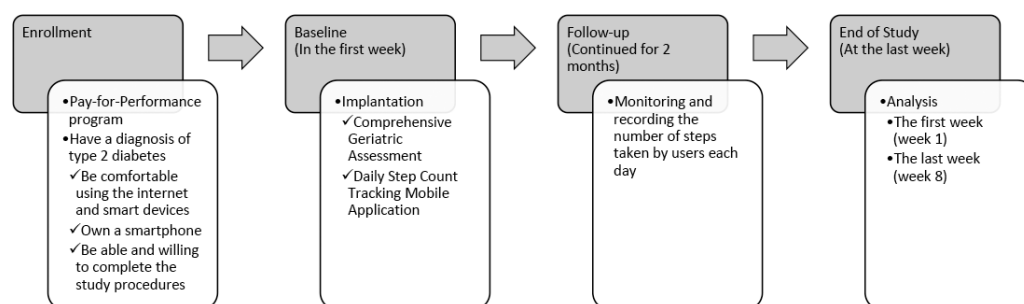 Enrollment
•Pay-for-Performance
program
•Have a diagnosis of
type 2 diabetes
✓Be comfortable
using the internet
and smart devices
✓Own a smartphone
✓Be able and willing
to complete the
study procedures
Baseline
(In the first week)
•Implantation
✓Comprehensive
Geriatric
Assessment
✓Daily Step Count
Tracking Mobile
Application
Follow-up
(Continued for 2
months)
•Monitoring and
recording the
number of steps
taken by users each
day
End of Study
(At the last week)
•Analysis
•The first week
(week 1)
•The last week
(week 8)